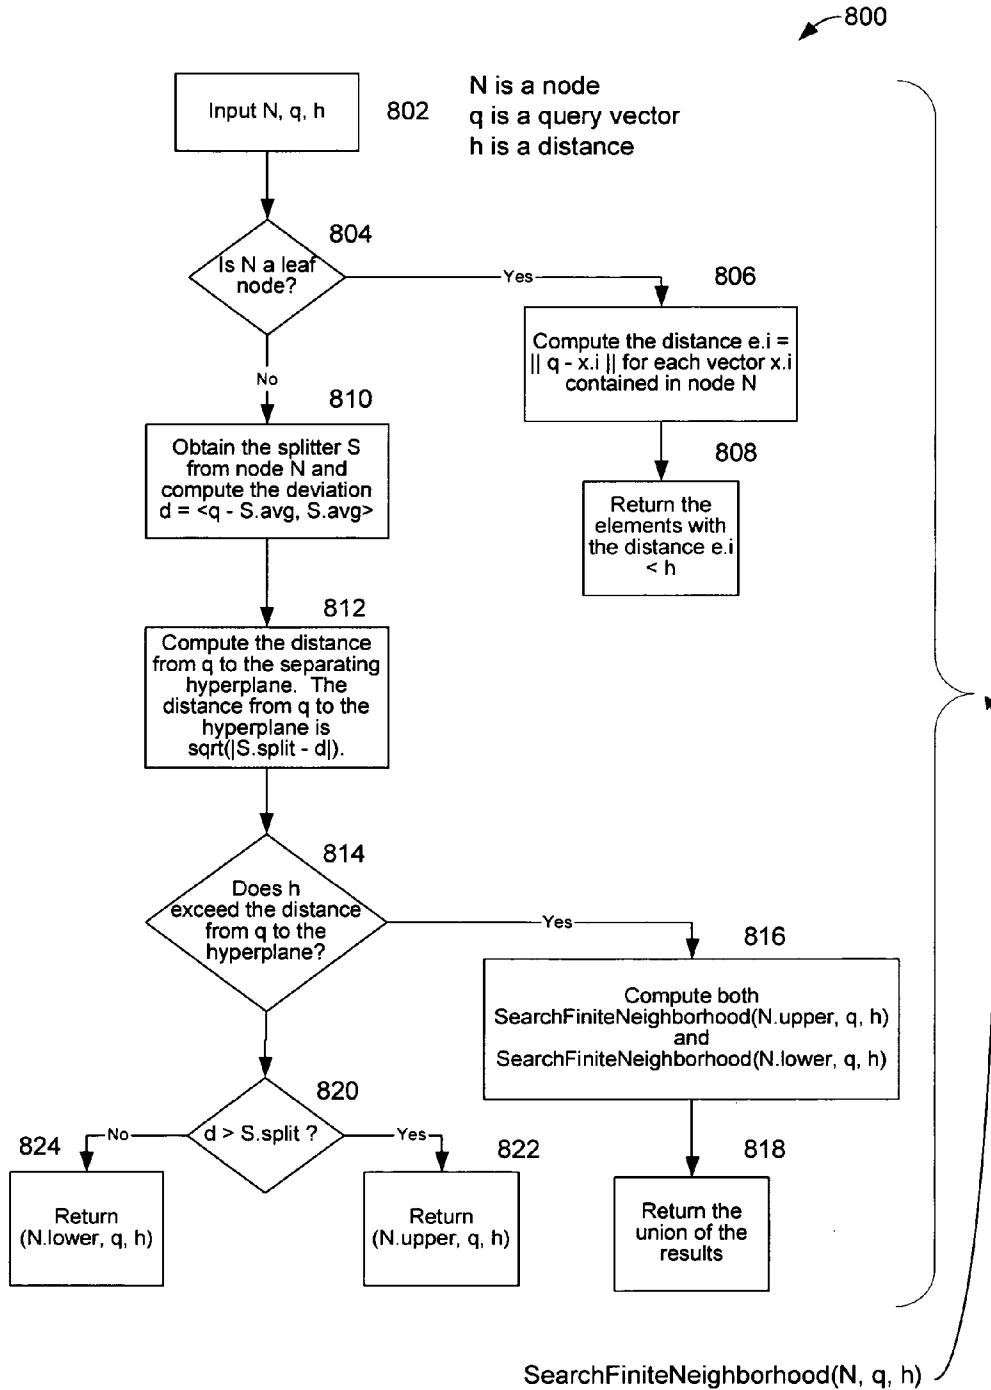 800
Input N, q, h
802
N is a node
q is a query vector
h is a distance
804
Is N a leaf
node?
Yes
806
Compute the distance e.i =
|| q - x.i || for each vector x.i
contained in node N
No
810
808
Obtain the splitter S
from node N and
compute the deviation
d = <q - S.avg, S.avg>
Return the
elements with
the distance e.i
< h
812
Compute the distance
from q to the separating
hyperplane. The
distance from q to the
hyperplane is
sqrt(|S.split - d|).
814
Does h
exceed the distance
from q to the
hyperplane?
Yes
816
Compute both
SearchFiniteNeighborhood(N.upper, q, h)
and
SearchFiniteNeighborhood(N.lower, q, h)
820
d > S.split ?
No
Yes
824
822
818
Return
(N.lower, q, h)
Return
(N.upper, q, h)
Return the
union of the
results
SearchFiniteNeighborhood(N, q, h)